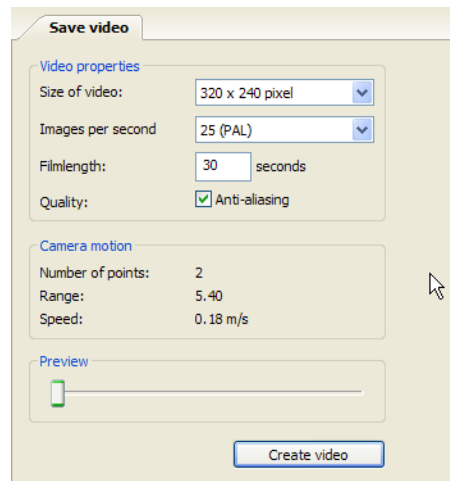 Save video
Video properties
Size of video: 320 x 240 pixel
Images per second 25 (PAL)
Filmlength: 30 seconds
Quality: Anti-aliasing
Camera motion
Number of points: 2
Range: 5.40
Speed: 0.18 m/s
Preview
Create video